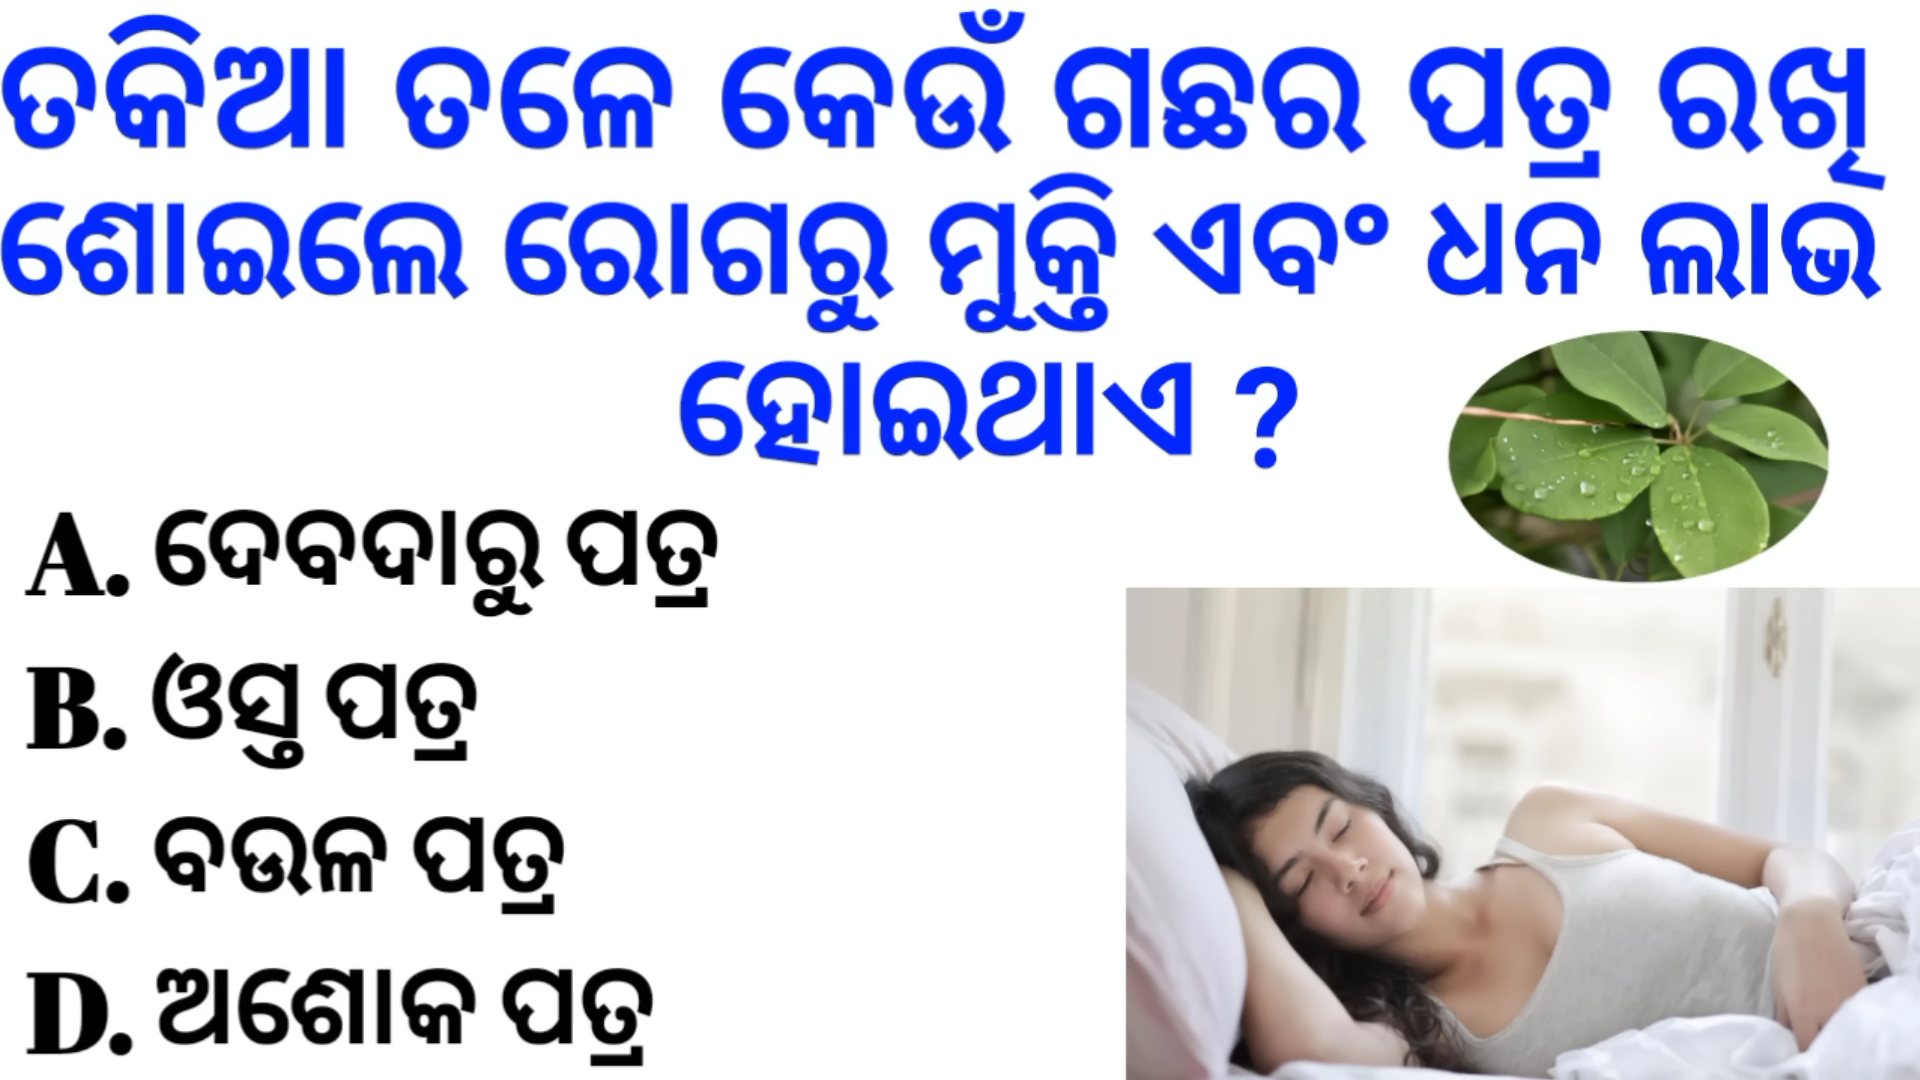 ତକିଆ ତଳେ କେଉଁ ଗଛର ପତ୍ର ରଖି
ଶୋଇଲେ ରୋଗରୁ ମୁକ୍ତି ଏବଂ ଧନ ଲାଭ
ହୋଇଥାଏ ?
A. ଦେବଦାରୁ ପତ୍ର
B. ଓସ୍ତ ପତ୍ର
C. ବଉଳ ପତ୍ର
D. ଅଶୋକ ପତ୍ର